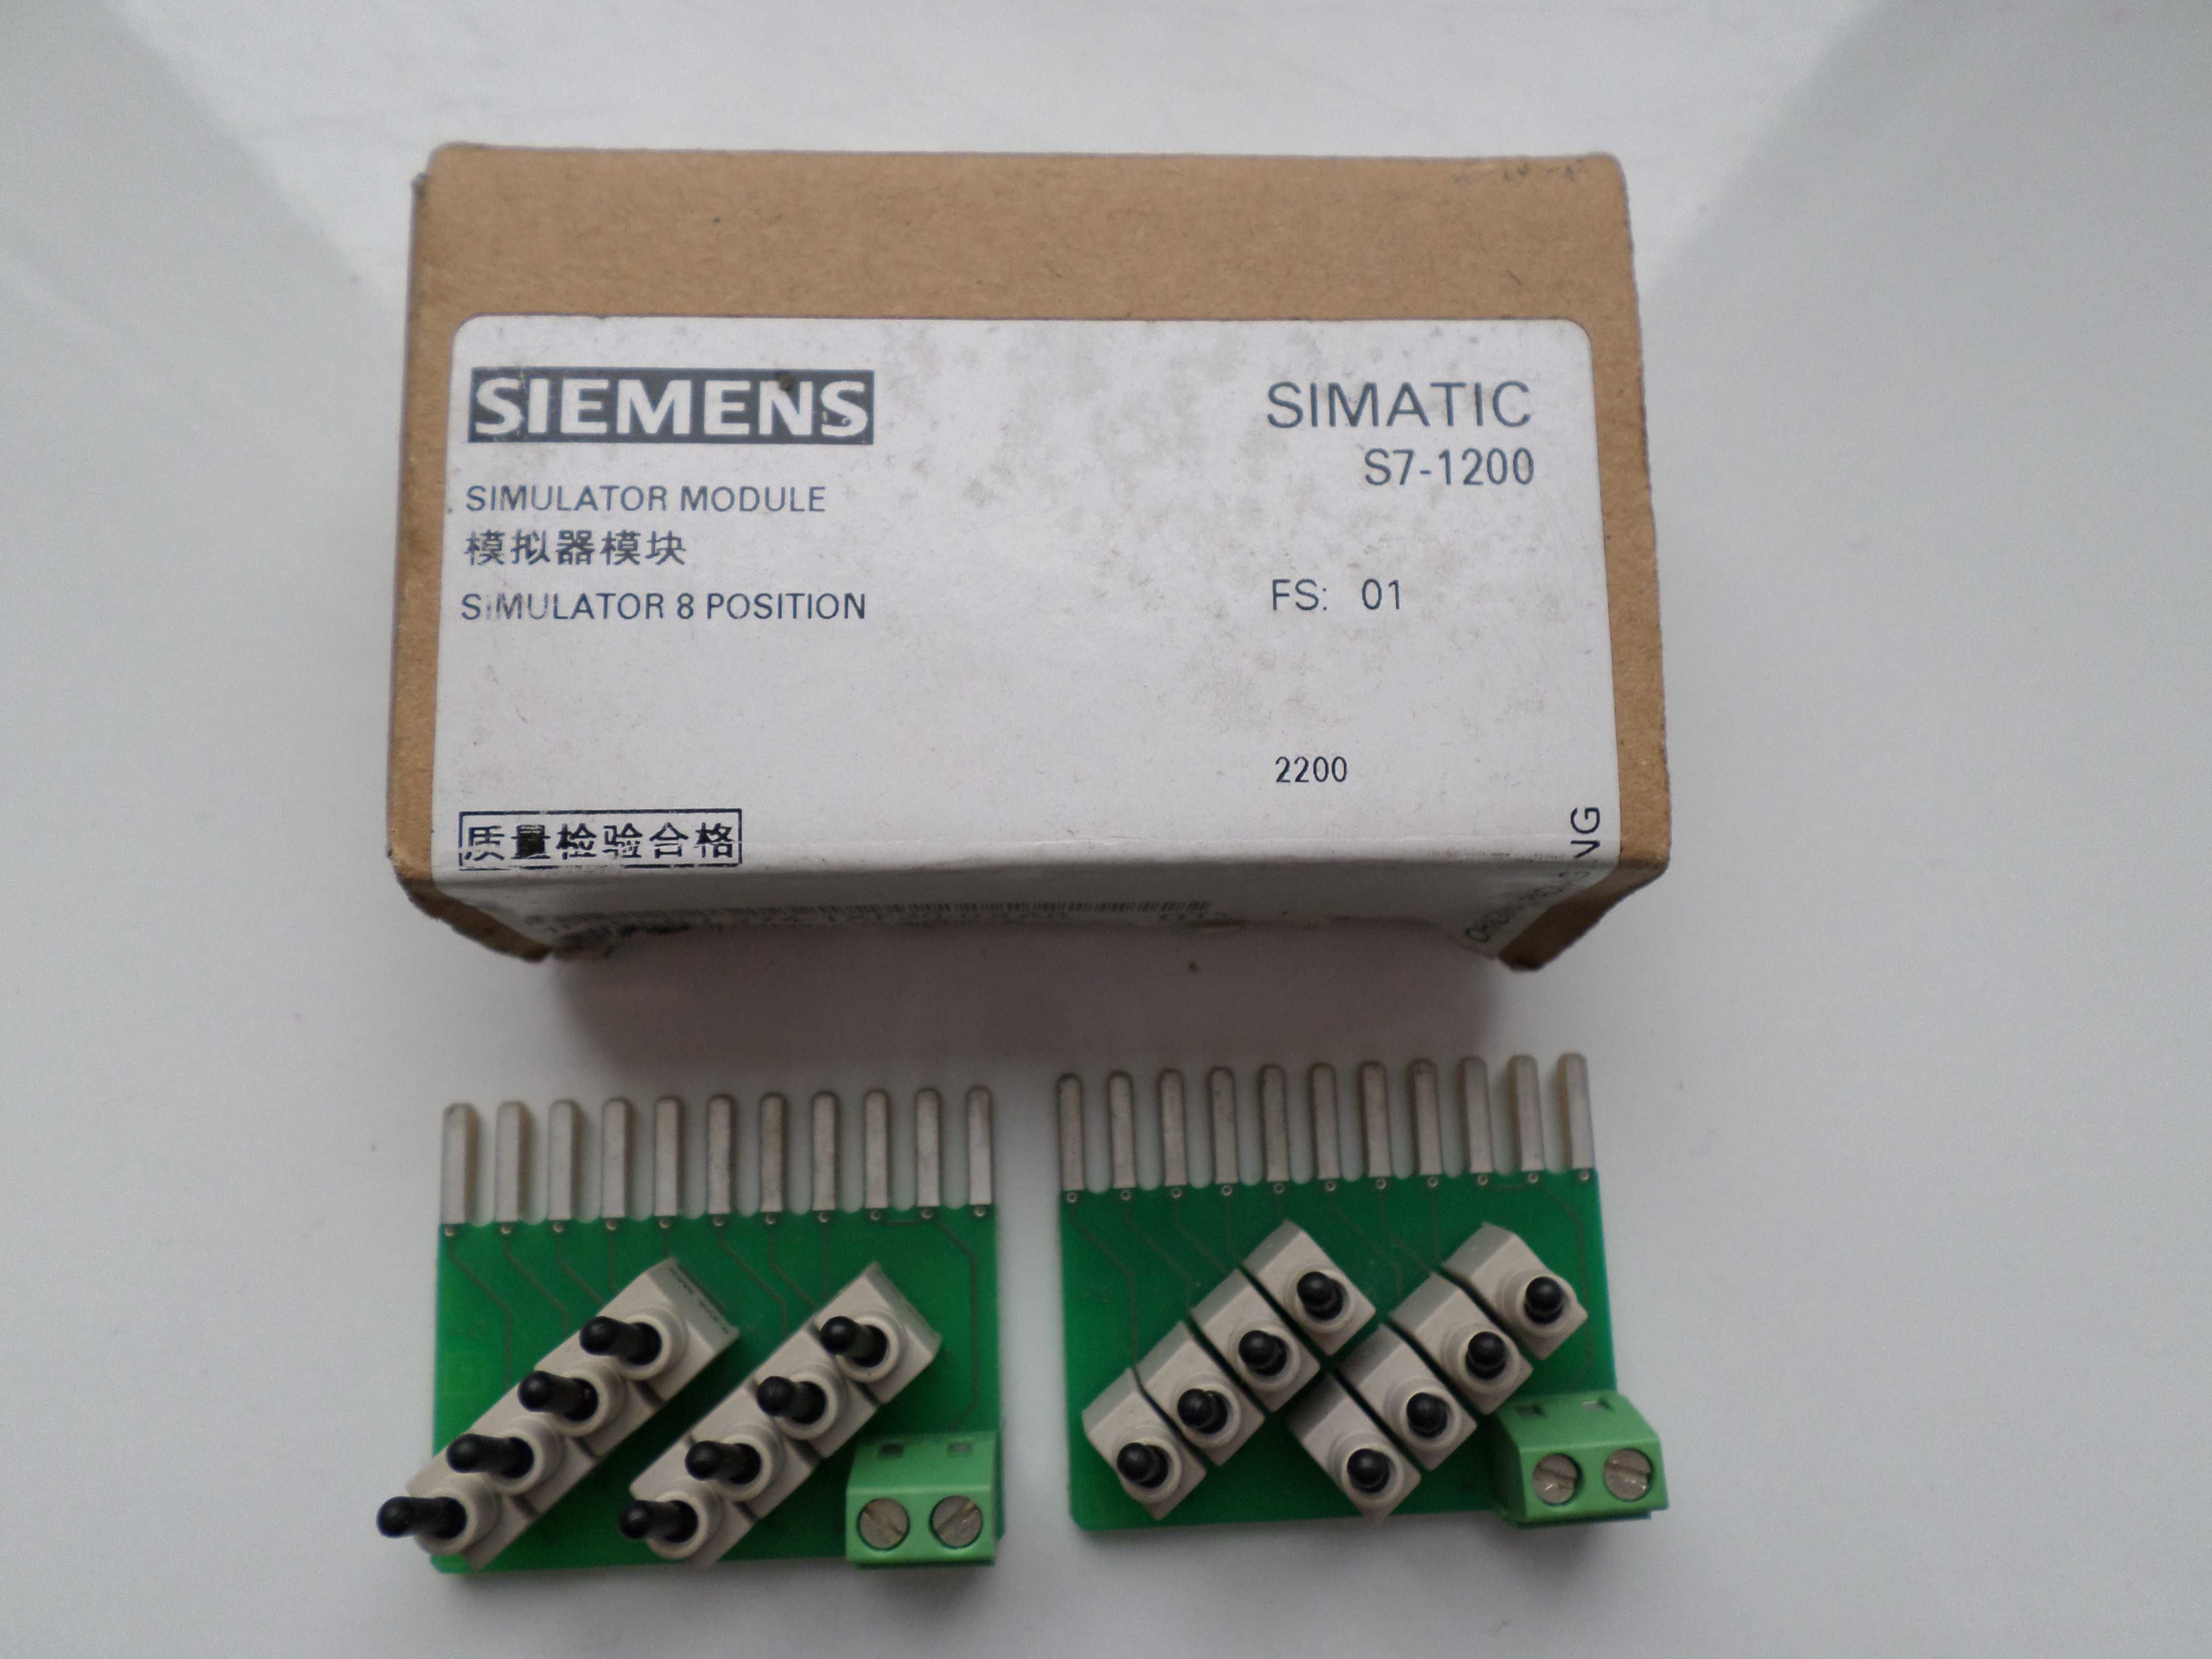 SIEMENS
SIMATIC
S7-1200
SIMULATOR MODULE
模拟器模块
SIMULATOR 8 POSITION
FS: 01
2200
质量检验合格